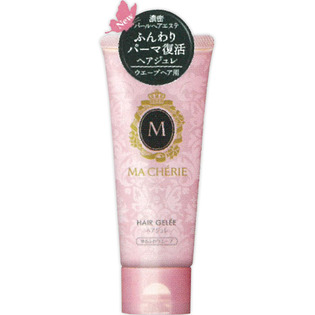 New
濃密
パールヘアエステ
ふんわり
パーマ復活
ヘアジュレ
ウエーブヘア用
M
MA CHÉRIE
HAIR GELÉE
ヘアジュレ